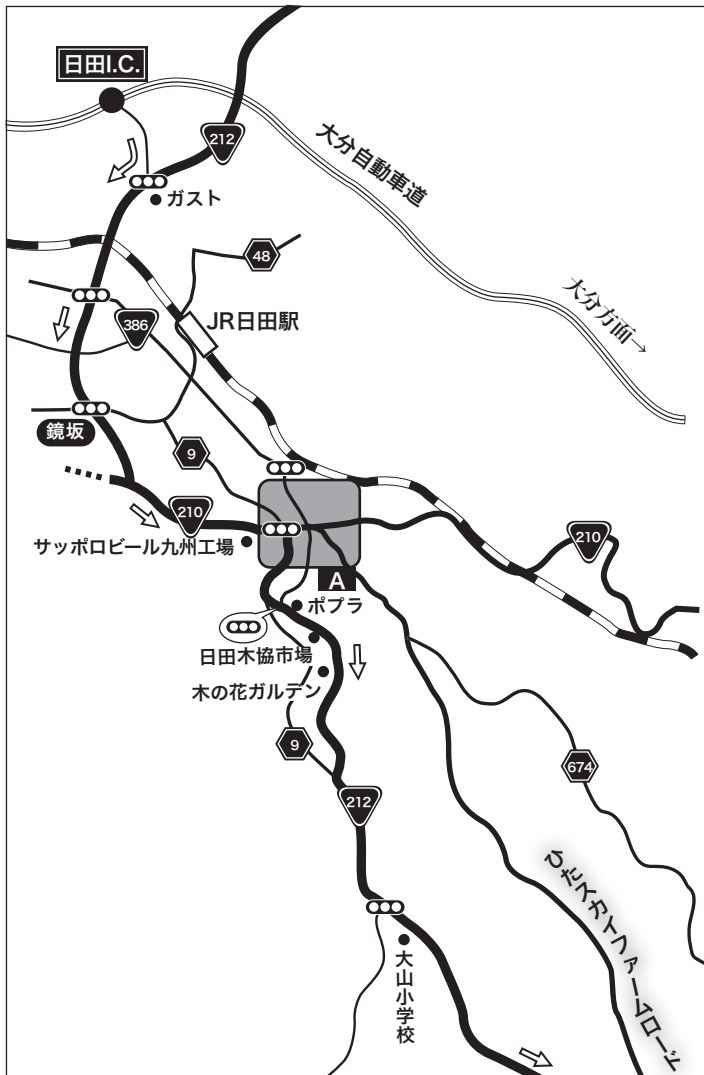 日田I.C.
212
大分自動車道
ガスト
48
大分方面→
386
JR日田駅
鏡坂
9
210
210
サッポロビール九州工場
A
ポプラ
日田木協市場
木の花ガルデン
9
674
212
ひたスカイファームロード
大山小学校